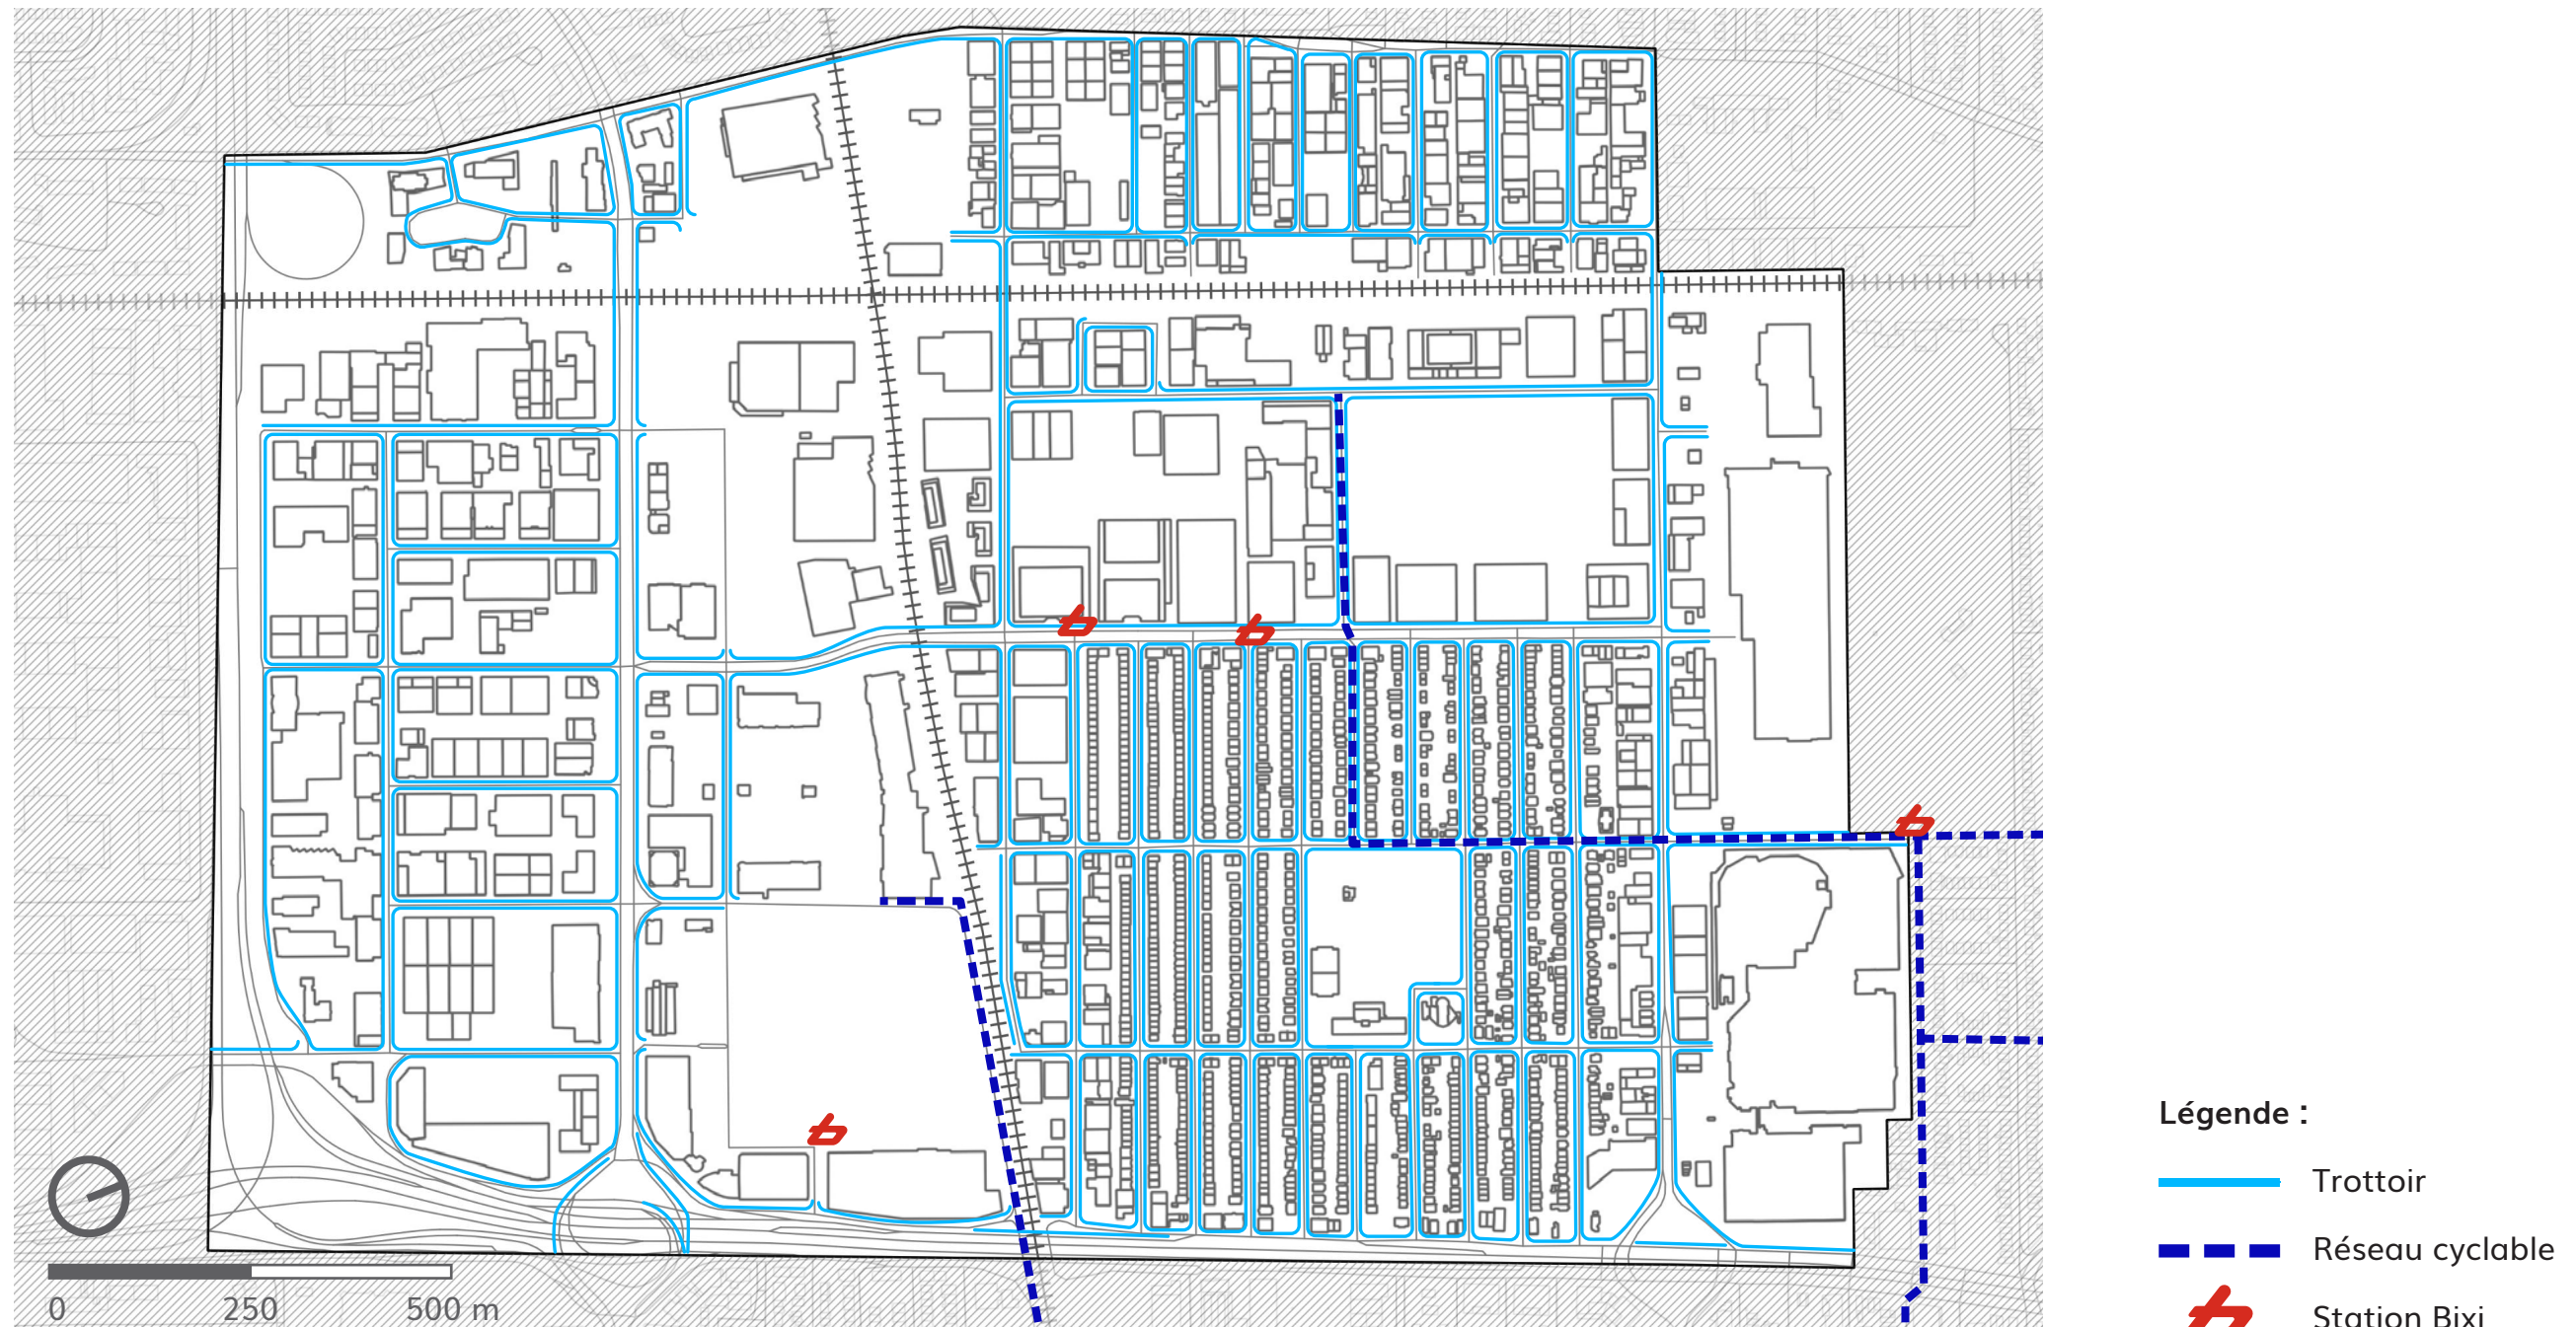 0 250 500 m
Légende :
Trottoir
Réseau cyclable
Station Bixi